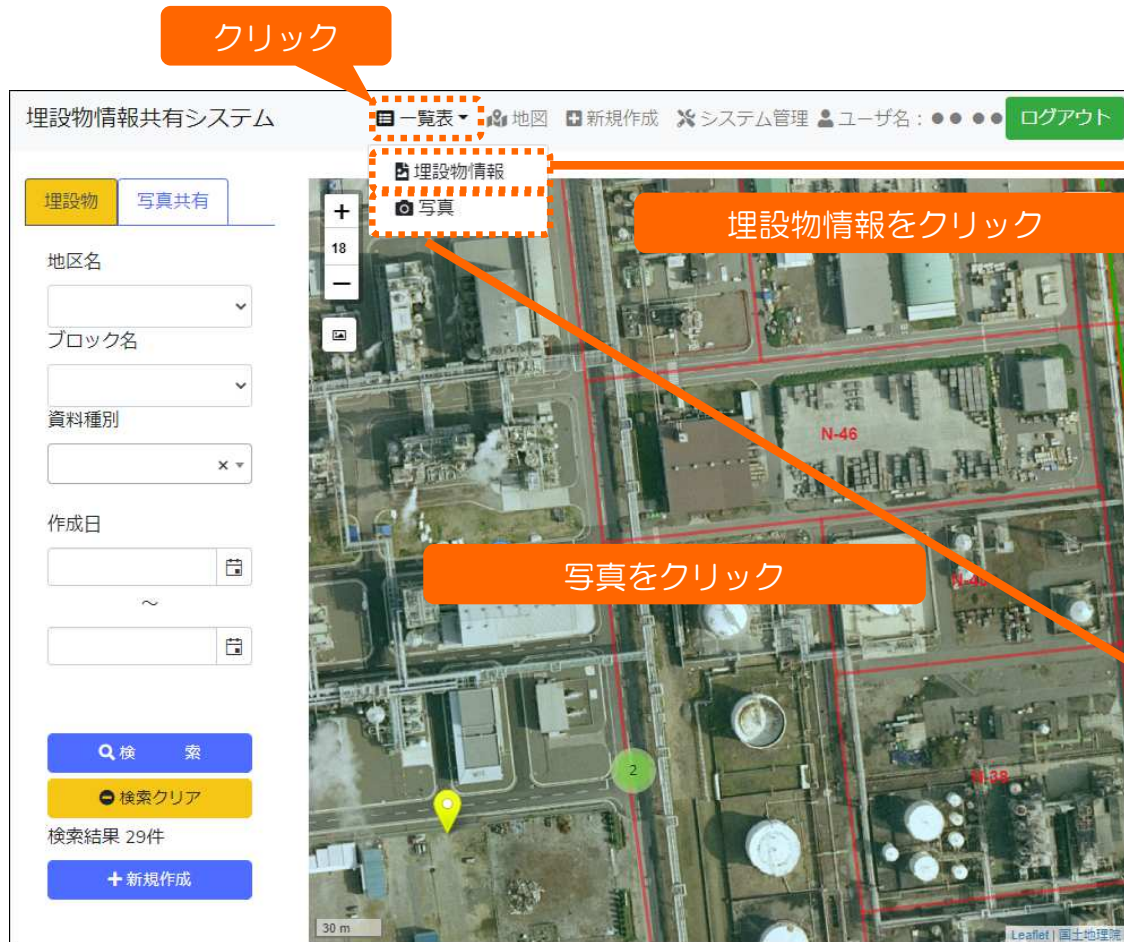 クリック
埋設物情報共有システム
一覧表 地図 新規作成 システム管理 ユーザ名:●● ●● ログアウト
埋設物情報
写真
埋設物 写真共有
+
18
−
埋設物情報をクリック
地区名
ブロック名
資料種別
×
N-46
作成日
～
写真をクリック
検 索
検索クリア
2
N-38
検索結果 29件
新規作成
30 m
Leaflet | 国土地理院